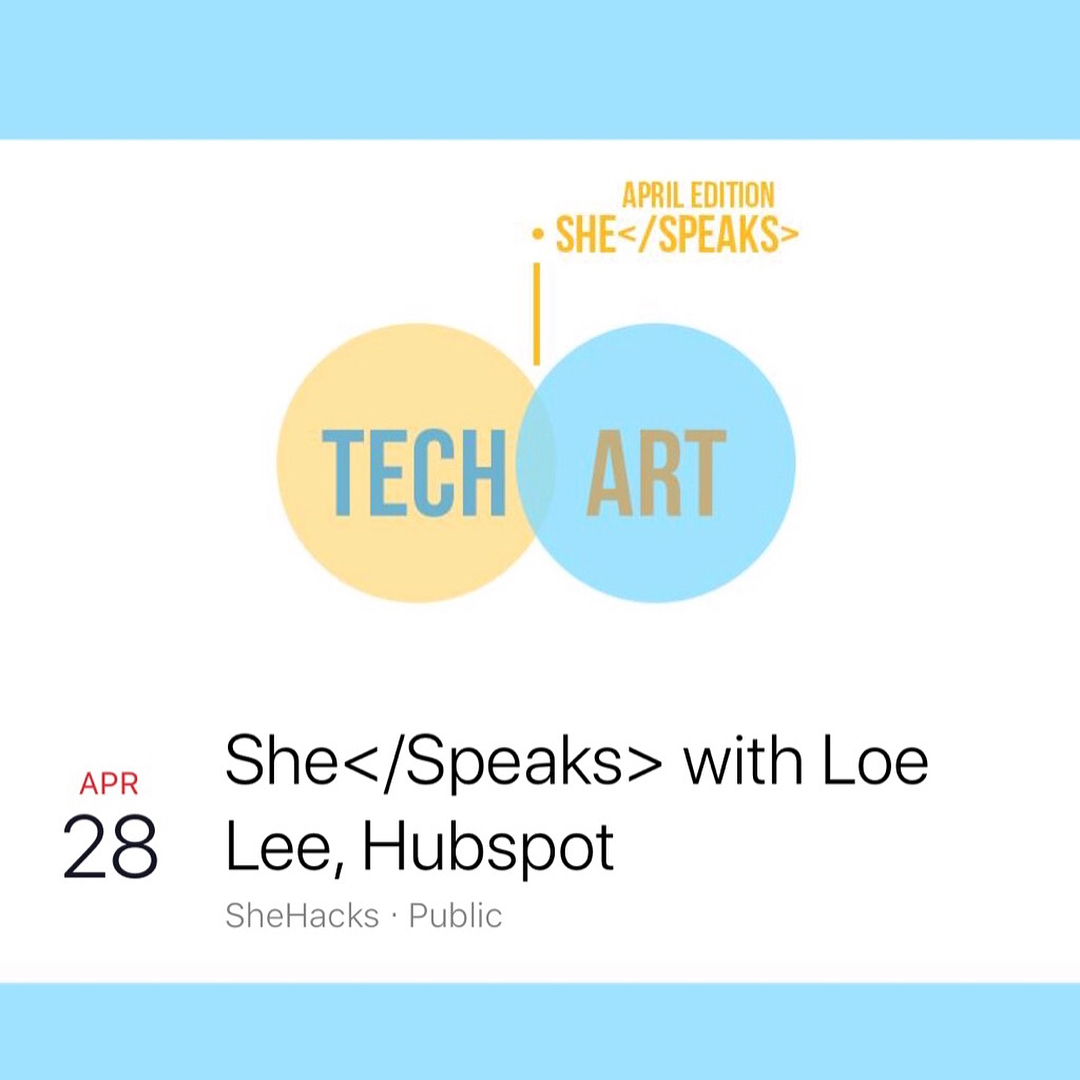 APRIL EDITION
• SHE</SPEAKS>
TECH
ART
APR
28
She</Speaks> with Loe
Lee, Hubspot
SheHacks · Public